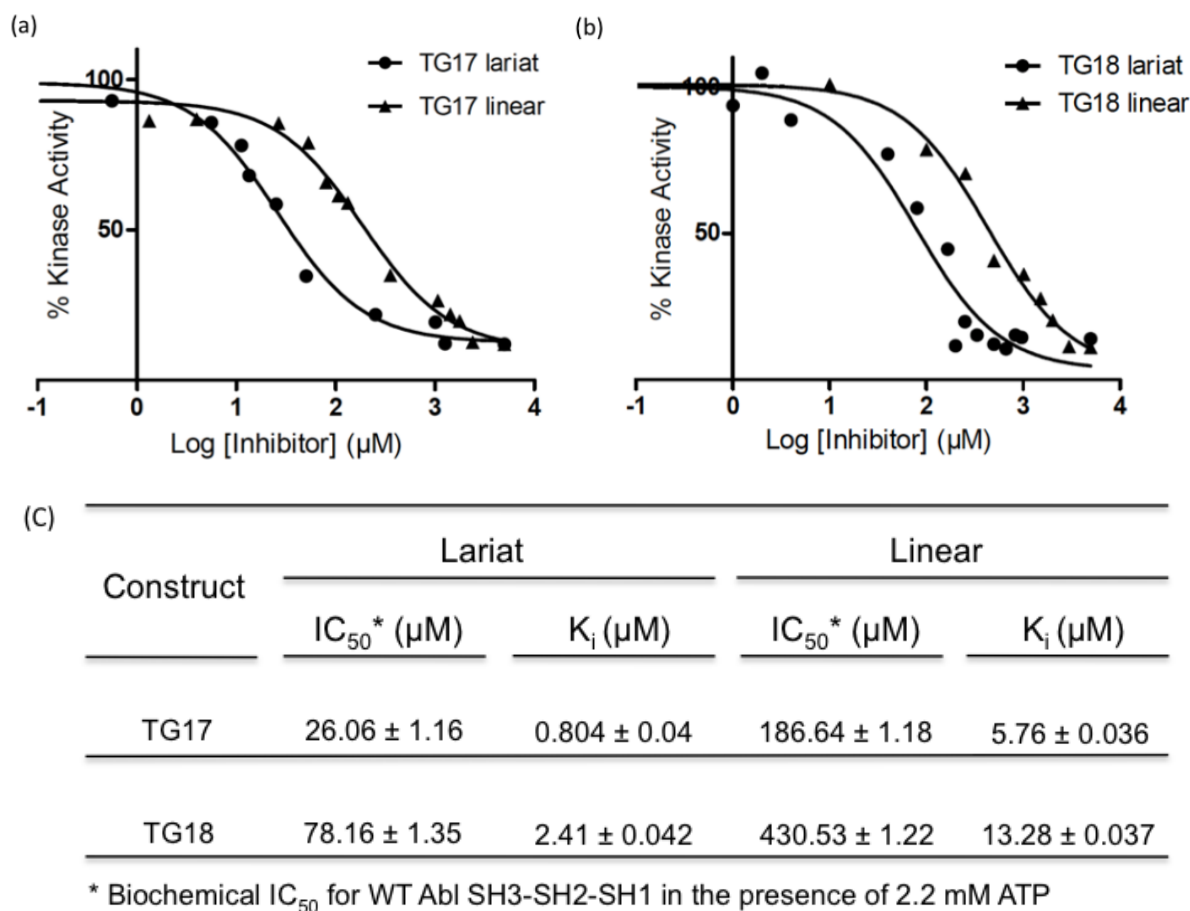 (a)
100
50
% Kinase Activity
TG17 lariat
TG17 linear
-1 0 1 2 3 4
Log [Inhibitor] (µM)
(b)
100
50
% Kinase Activity
TG18 lariat
TG18 linear
-1 0 1 2 3 4
Log [Inhibitor] (µM)
(C)
Lariat Linear
Construct
IC50* (µM) Ki (µM) IC50* (µM) Ki (µM)
TG17 26.06 ± 1.16 0.804 ± 0.04 186.64 ± 1.18 5.76 ± 0.036
TG18 78.16 ± 1.35 2.41 ± 0.042 430.53 ± 1.22 13.28 ± 0.037
* Biochemical IC50 for WT Abl SH3-SH2-SH1 in the presence of 2.2 mM ATP